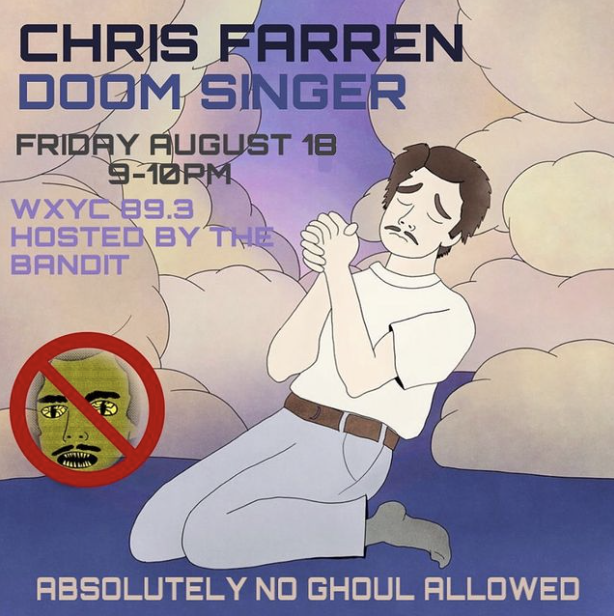 CHRIS FARREN
DOOM SINGER
FRIDAY AUGUST 18
9-10PM
WXYC 89.3
HOSTED BY THE
BANDIT
ABSOLUTELY NO GHOUL ALLOWED